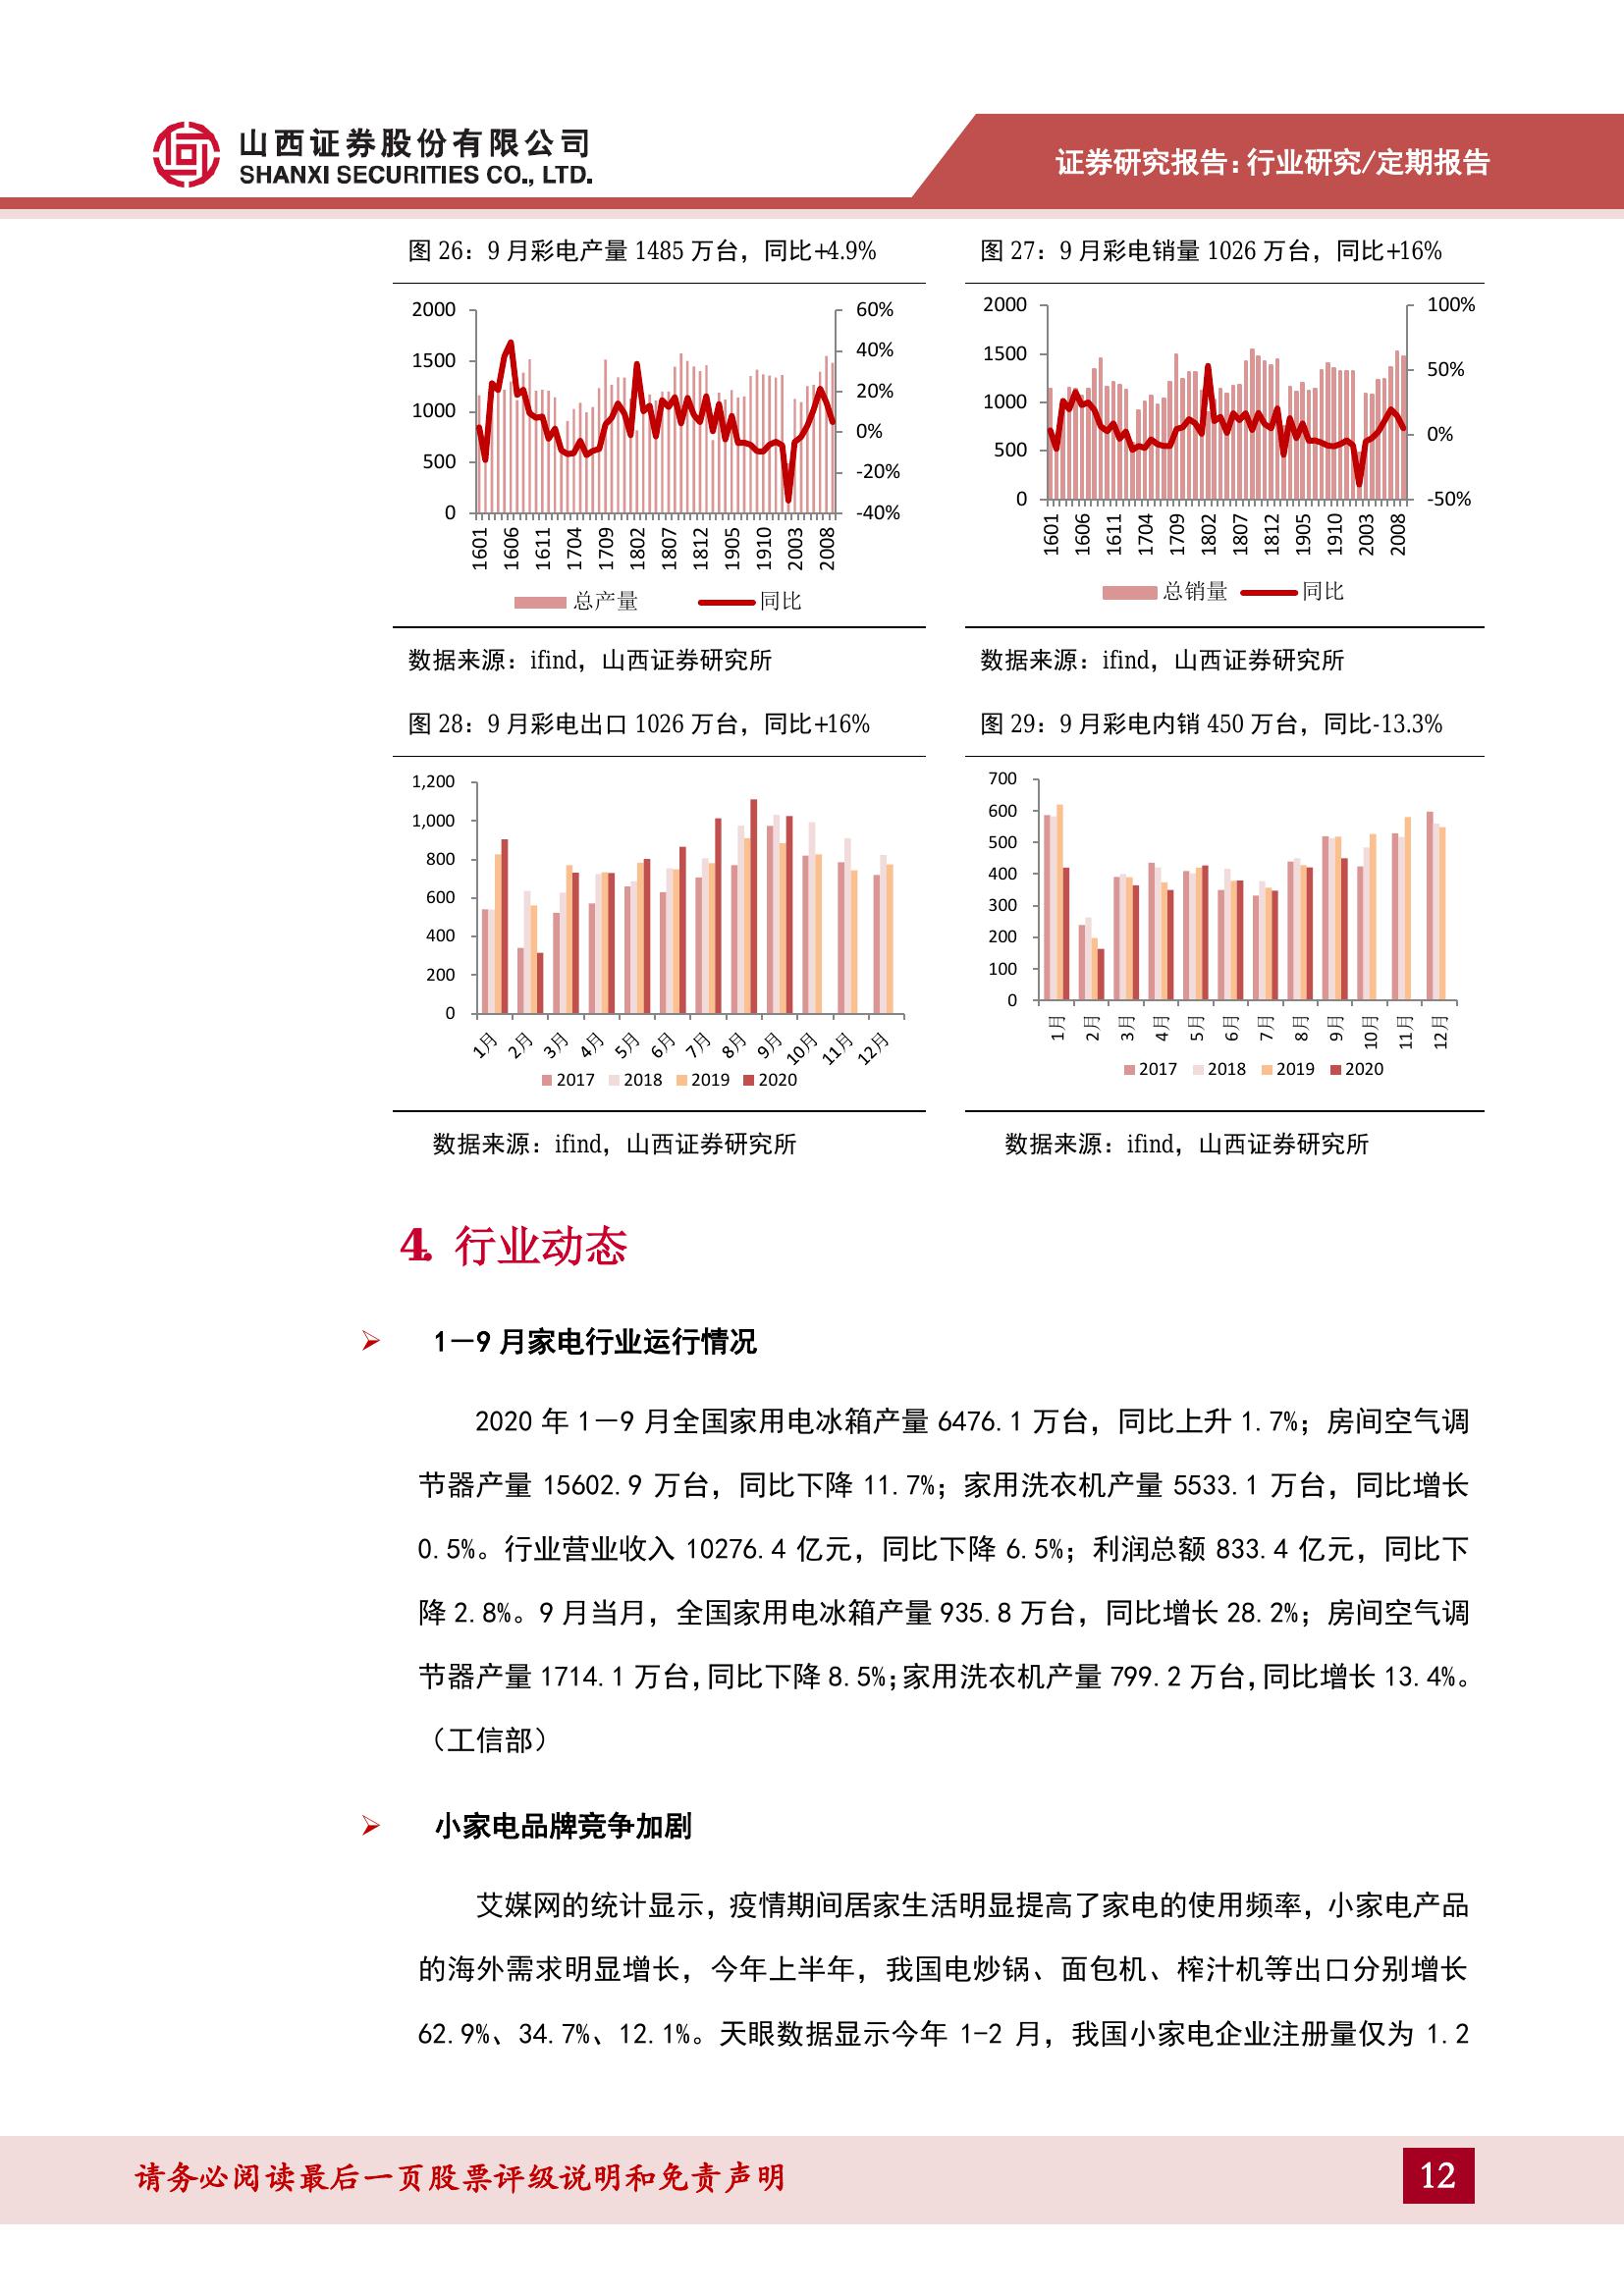 山西证券股份有限公司
SHANXI SECURITIES CO., LTD.
证券研究报告：行业研究/定期报告
图 26：9 月彩电产量 1485 万台，同比+4.9%
2000
1500
1000
500
0
60%
40%
20%
0%
-20%
-40%
1601 1606 1611 1704 1709 1802 1807 1812 1905 1910 2003 2008
总产量 同比
数据来源：ifind，山西证券研究所
图 27：9 月彩电销量 1026 万台，同比+16%
2000
1500
1000
500
0
100%
50%
0%
-50%
1601 1606 1611 1704 1709 1802 1807 1812 1905 1910 2003 2008
总销量 同比
数据来源：ifind，山西证券研究所
图 28：9 月彩电出口 1026 万台，同比+16%
1,200
1,000
800
600
400
200
0
1月 2月 3月 4月 5月 6月 7月 8月 9月 10月 11月 12月
2017 2018 2019 2020
数据来源：ifind，山西证券研究所
图 29：9 月彩电内销 450 万台，同比-13.3%
700
600
500
400
300
200
100
0
1月 2月 3月 4月 5月 6月 7月 8月 9月 10月 11月 12月
2017 2018 2019 2020
数据来源：ifind，山西证券研究所
4. 行业动态
1－9 月家电行业运行情况
2020 年 1－9 月全国家用电冰箱产量 6476.1 万台，同比上升 1.7%；房间空气调
节器产量 15602.9 万台，同比下降 11.7%；家用洗衣机产量 5533.1 万台，同比增长
0.5%。行业营业收入 10276.4 亿元，同比下降 6.5%；利润总额 833.4 亿元，同比下
降 2.8%。9 月当月，全国家用电冰箱产量 935.8 万台，同比增长 28.2%；房间空气调
节器产量 1714.1 万台，同比下降 8.5%；家用洗衣机产量 799.2 万台，同比增长 13.4%。
（工信部）
小家电品牌竞争加剧
艾媒网的统计显示，疫情期间居家生活明显提高了家电的使用频率，小家电产品
的海外需求明显增长，今年上半年，我国电炒锅、面包机、榨汁机等出口分别增长
62.9%、34.7%、12.1%。天眼数据显示今年 1-2 月，我国小家电企业注册量仅为 1.2
请务必阅读最后一页股票评级说明和免责声明
12